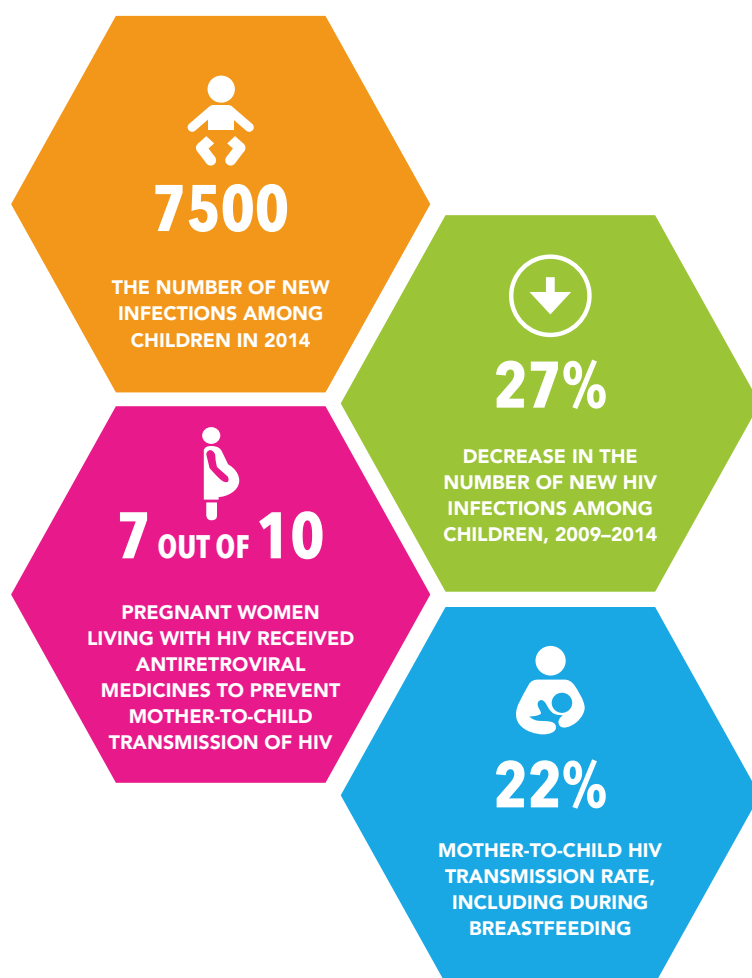 7500
THE NUMBER OF NEW
INFECTIONS AMONG
CHILDREN IN 2014
27%
DECREASE IN THE
NUMBER OF NEW HIV
INFECTIONS AMONG
CHILDREN, 2009–2014
7 OUT OF 10
PREGNANT WOMEN
LIVING WITH HIV RECEIVED
ANTIRETROVIRAL
MEDICINES TO PREVENT
MOTHER-TO-CHILD
TRANSMISSION OF HIV
22%
MOTHER-TO-CHILD HIV
TRANSMISSION RATE,
INCLUDING DURING
BREASTFEEDING